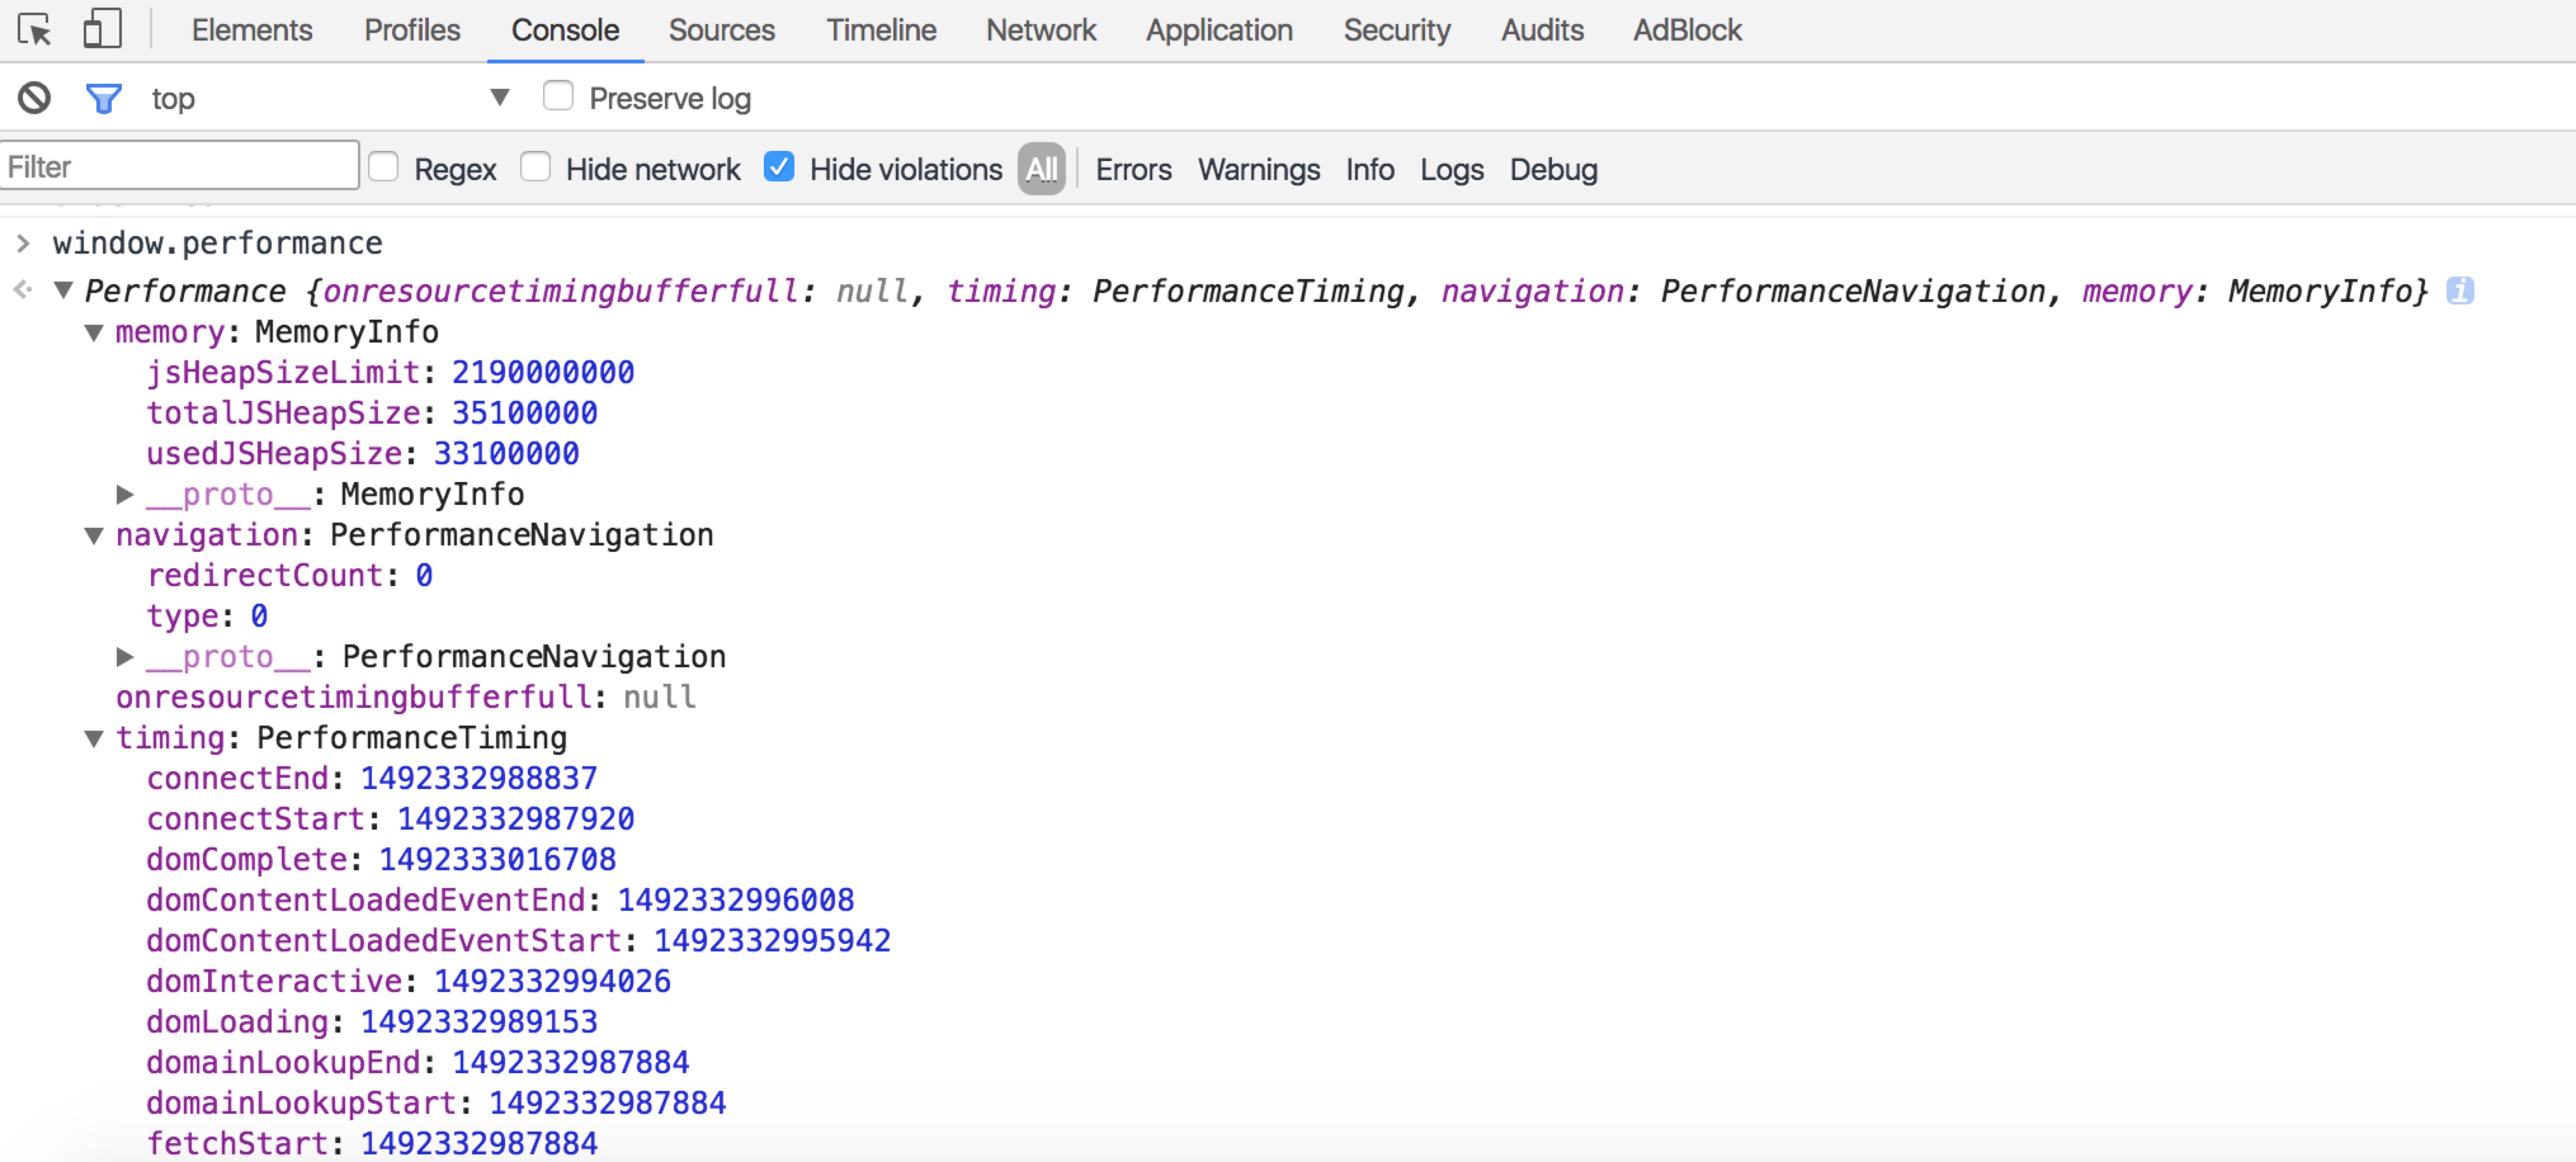 Elements Profiles Console Sources Timeline Network Application Security Audits AdBlock
top Preserve log
Filter Regex Hide network Hide violations All Errors Warnings Info Logs Debug
window.performance
Performance {onresourcetimingbufferfull: null, timing: PerformanceTiming, navigation: PerformanceNavigation, memory: MemoryInfo} i
memory: MemoryInfo
jsHeapSizeLimit: 2190000000
totalJSHeapSize: 35100000
usedJSHeapSize: 33100000
__proto__: MemoryInfo
navigation: PerformanceNavigation
redirectCount: 0
type: 0
__proto__: PerformanceNavigation
onresourcetimingbufferfull: null
timing: PerformanceTiming
connectEnd: 1492332988837
connectStart: 1492332987920
domComplete: 1492333016708
domContentLoadedEventEnd: 1492332996008
domContentLoadedEventStart: 1492332995942
domInteractive: 1492332994026
domLoading: 1492332989153
domainLookupEnd: 1492332987884
domainLookupStart: 1492332987884
fetchStart: 1492332987884